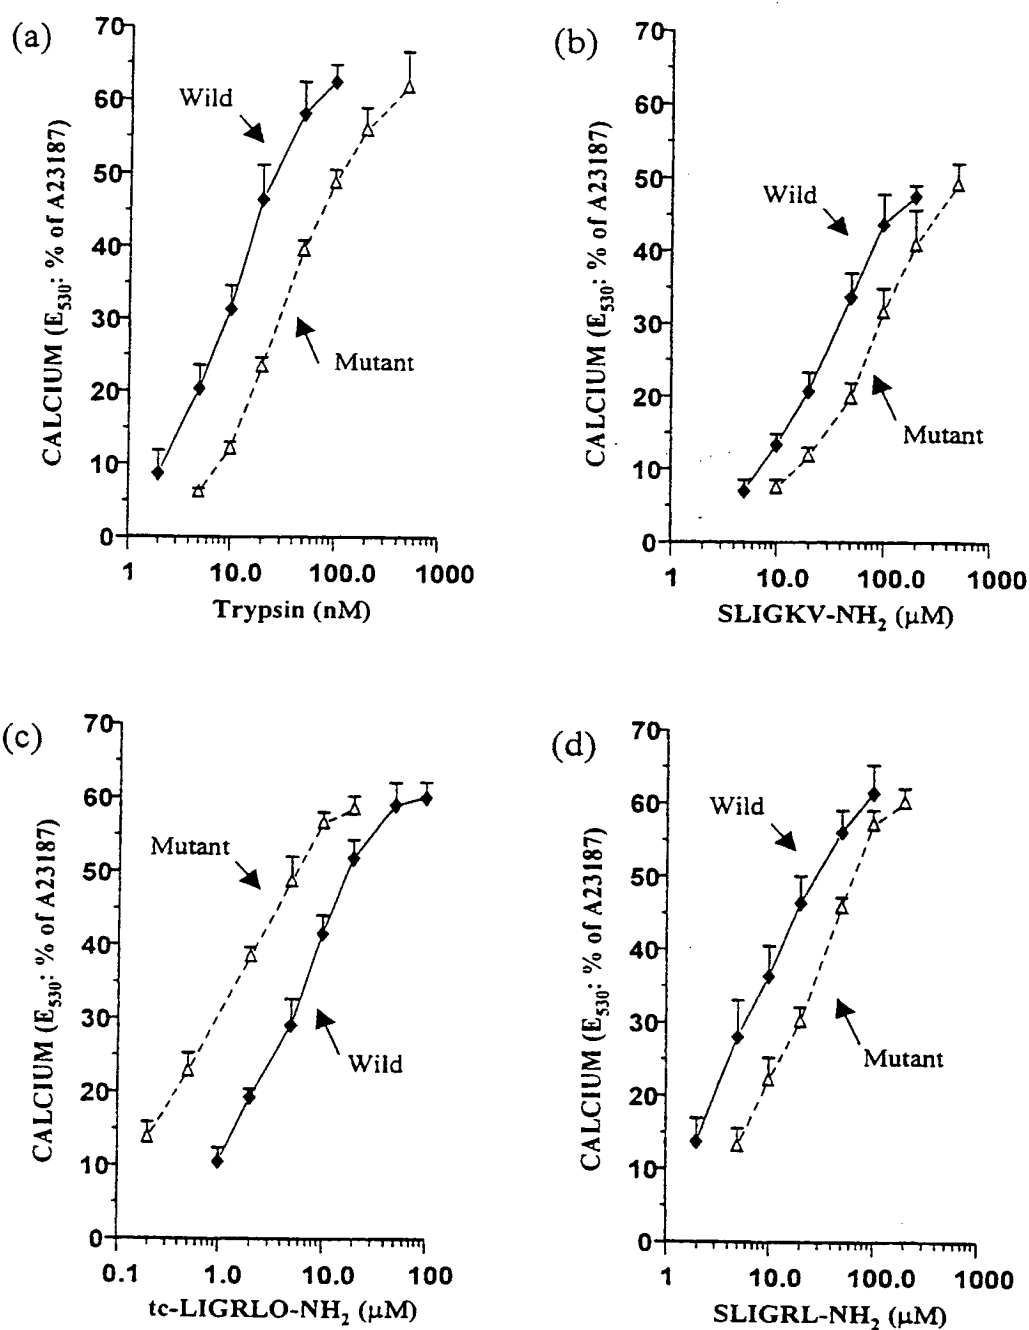 (a)
70
60
50
40
30
20
10
0
CALCIUM (E530: % of A23187)
Wild
Mutant
1 10.0 100.0 1000
Trypsin (nM)
(b)
70
60
50
40
30
20
10
0
CALCIUM (E530: % of A23187)
Wild
Mutant
1 10.0 100.0 1000
SLIGKV-NH2 (μM)
(c)
70
60
50
40
30
20
10
0
CALCIUM (E530: % of A23187)
Mutant
Wild
0.1 1.0 10.0 100
tc-LIGRLO-NH2 (μM)
(d)
70
60
50
40
30
20
10
0
CALCIUM (E530: % of A23187)
Wild
Mutant
1 10.0 100.0 1000
SLIGRL-NH2 (μM)